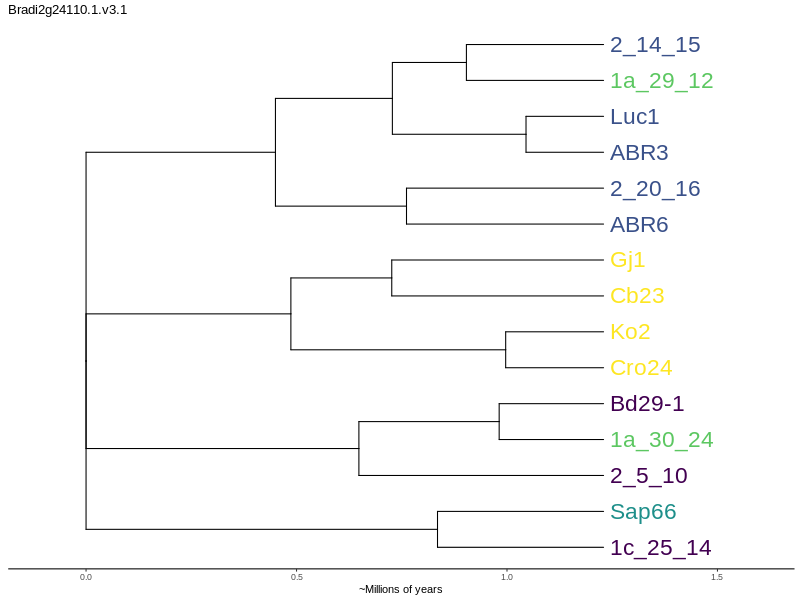 Bradi2g24110.1.v3.1
2_14_15
1a_29_12
Luc1
ABR3
2_20_16
ABR6
Gj1
Cb23
Ko2
Cro24
Bd29-1
1a_30_24
2_5_10
Sap66
1c_25_14
0.0 0.5 1.0 1.5
~Millions of years